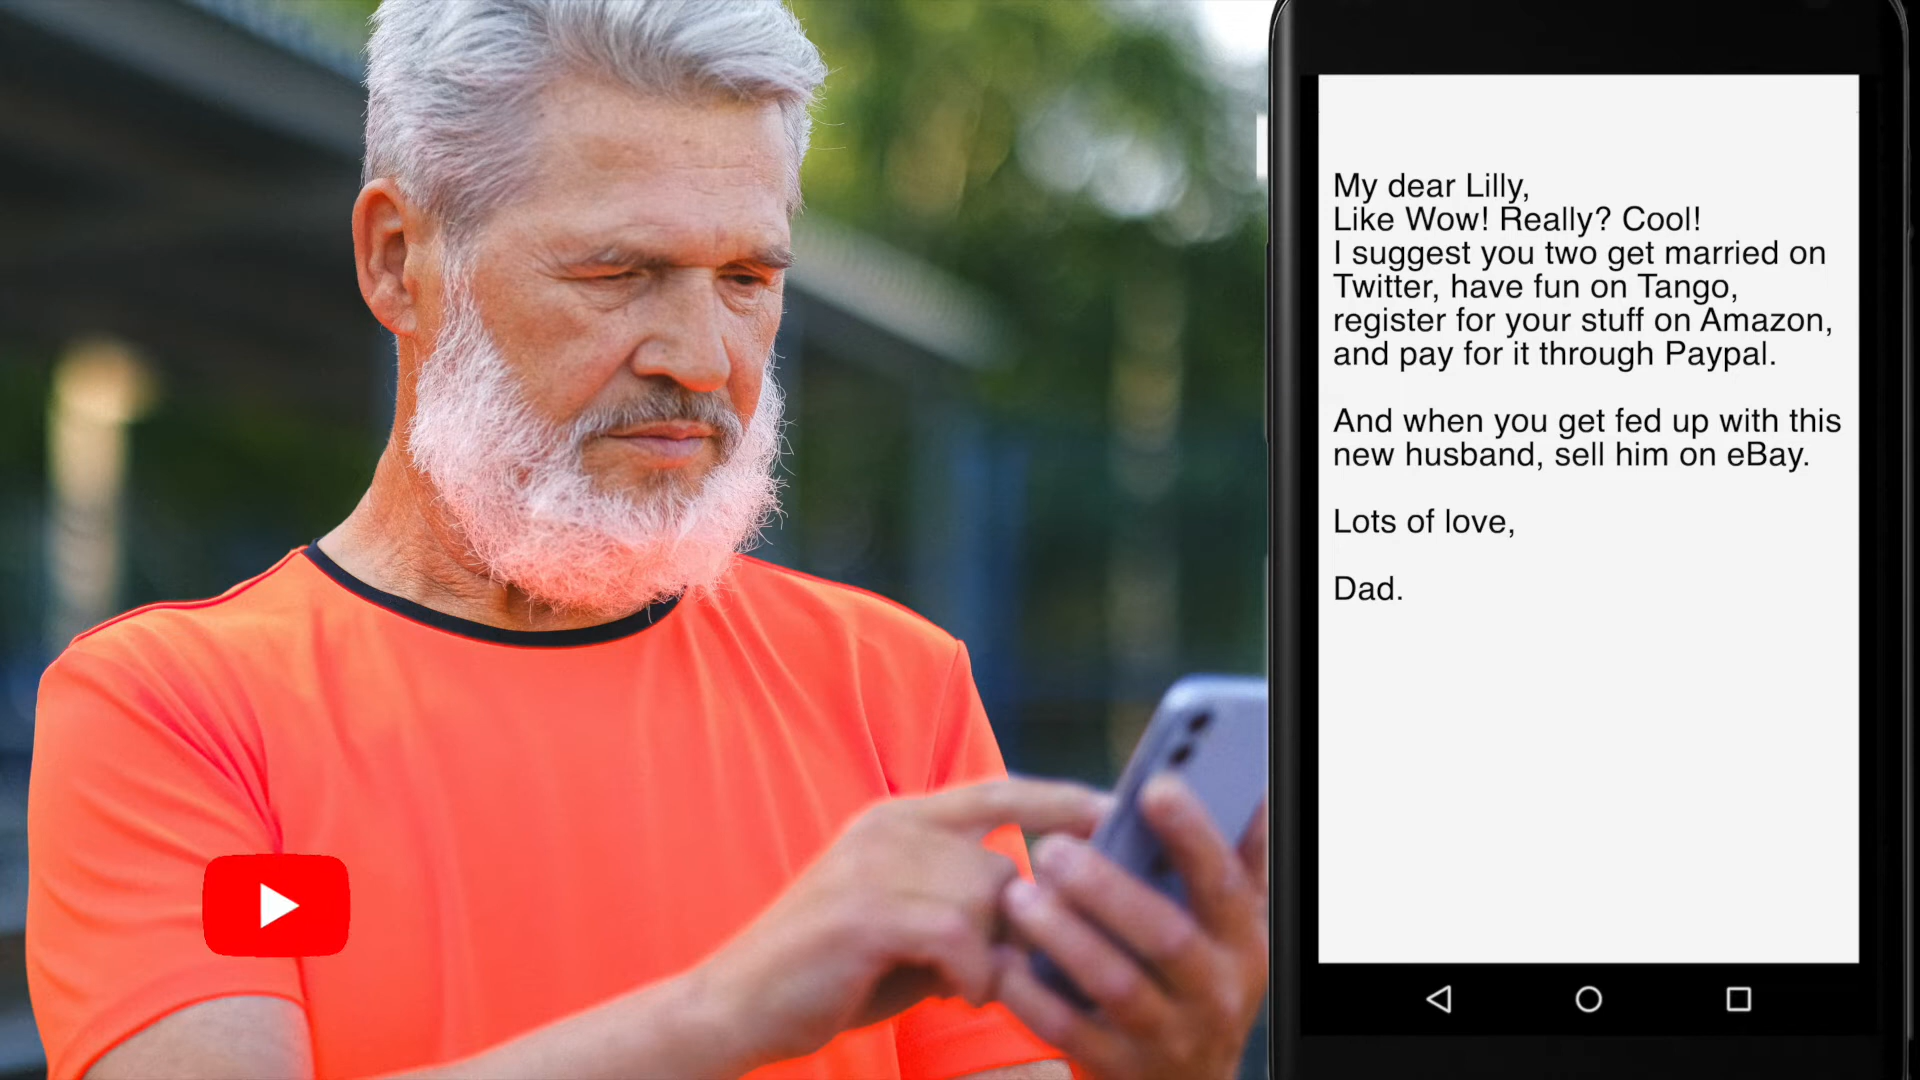 My dear Lilly,
Like Wow! Really? Cool!
I suggest you two get married on
Twitter, have fun on Tango,
register for your stuff on Amazon,
and pay for it through Paypal.
And when you get fed up with this
new husband, sell him on eBay.
Lots of love,
Dad.